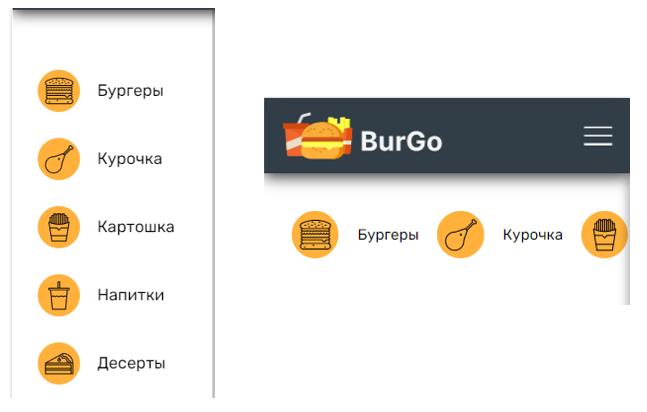 Бургеры
Курочка
Картошка
Напитки
Десерты
BurGo
Бургеры Курочка